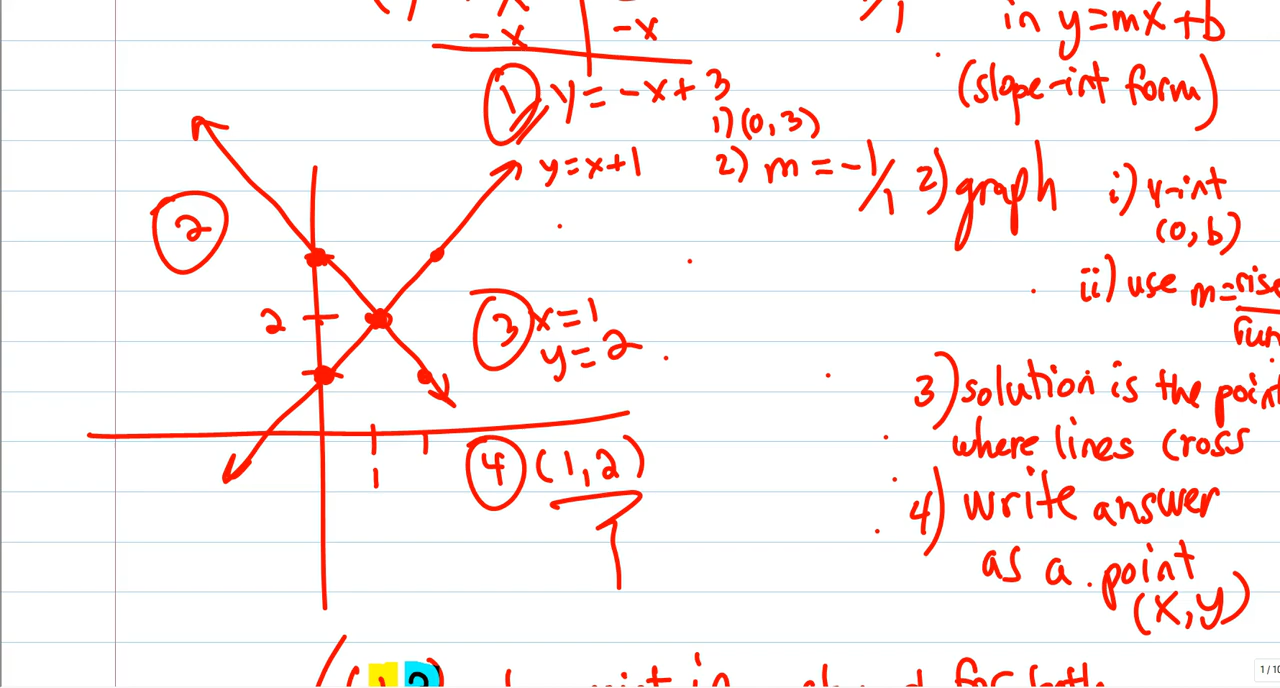 - x
- x
in y=mx+b
(slope-int form)
1 y = -x + 3
1) (0, 3)
2) m = -1/1
y=x+1
2
2
3 x=1
y=2
1
4 (1,2)
2) graph i) y-int
(0,b)
ii) use m=rise
3) solution is the point
where lines cross
4) write answer
as a point
(x,y)
1 / 10